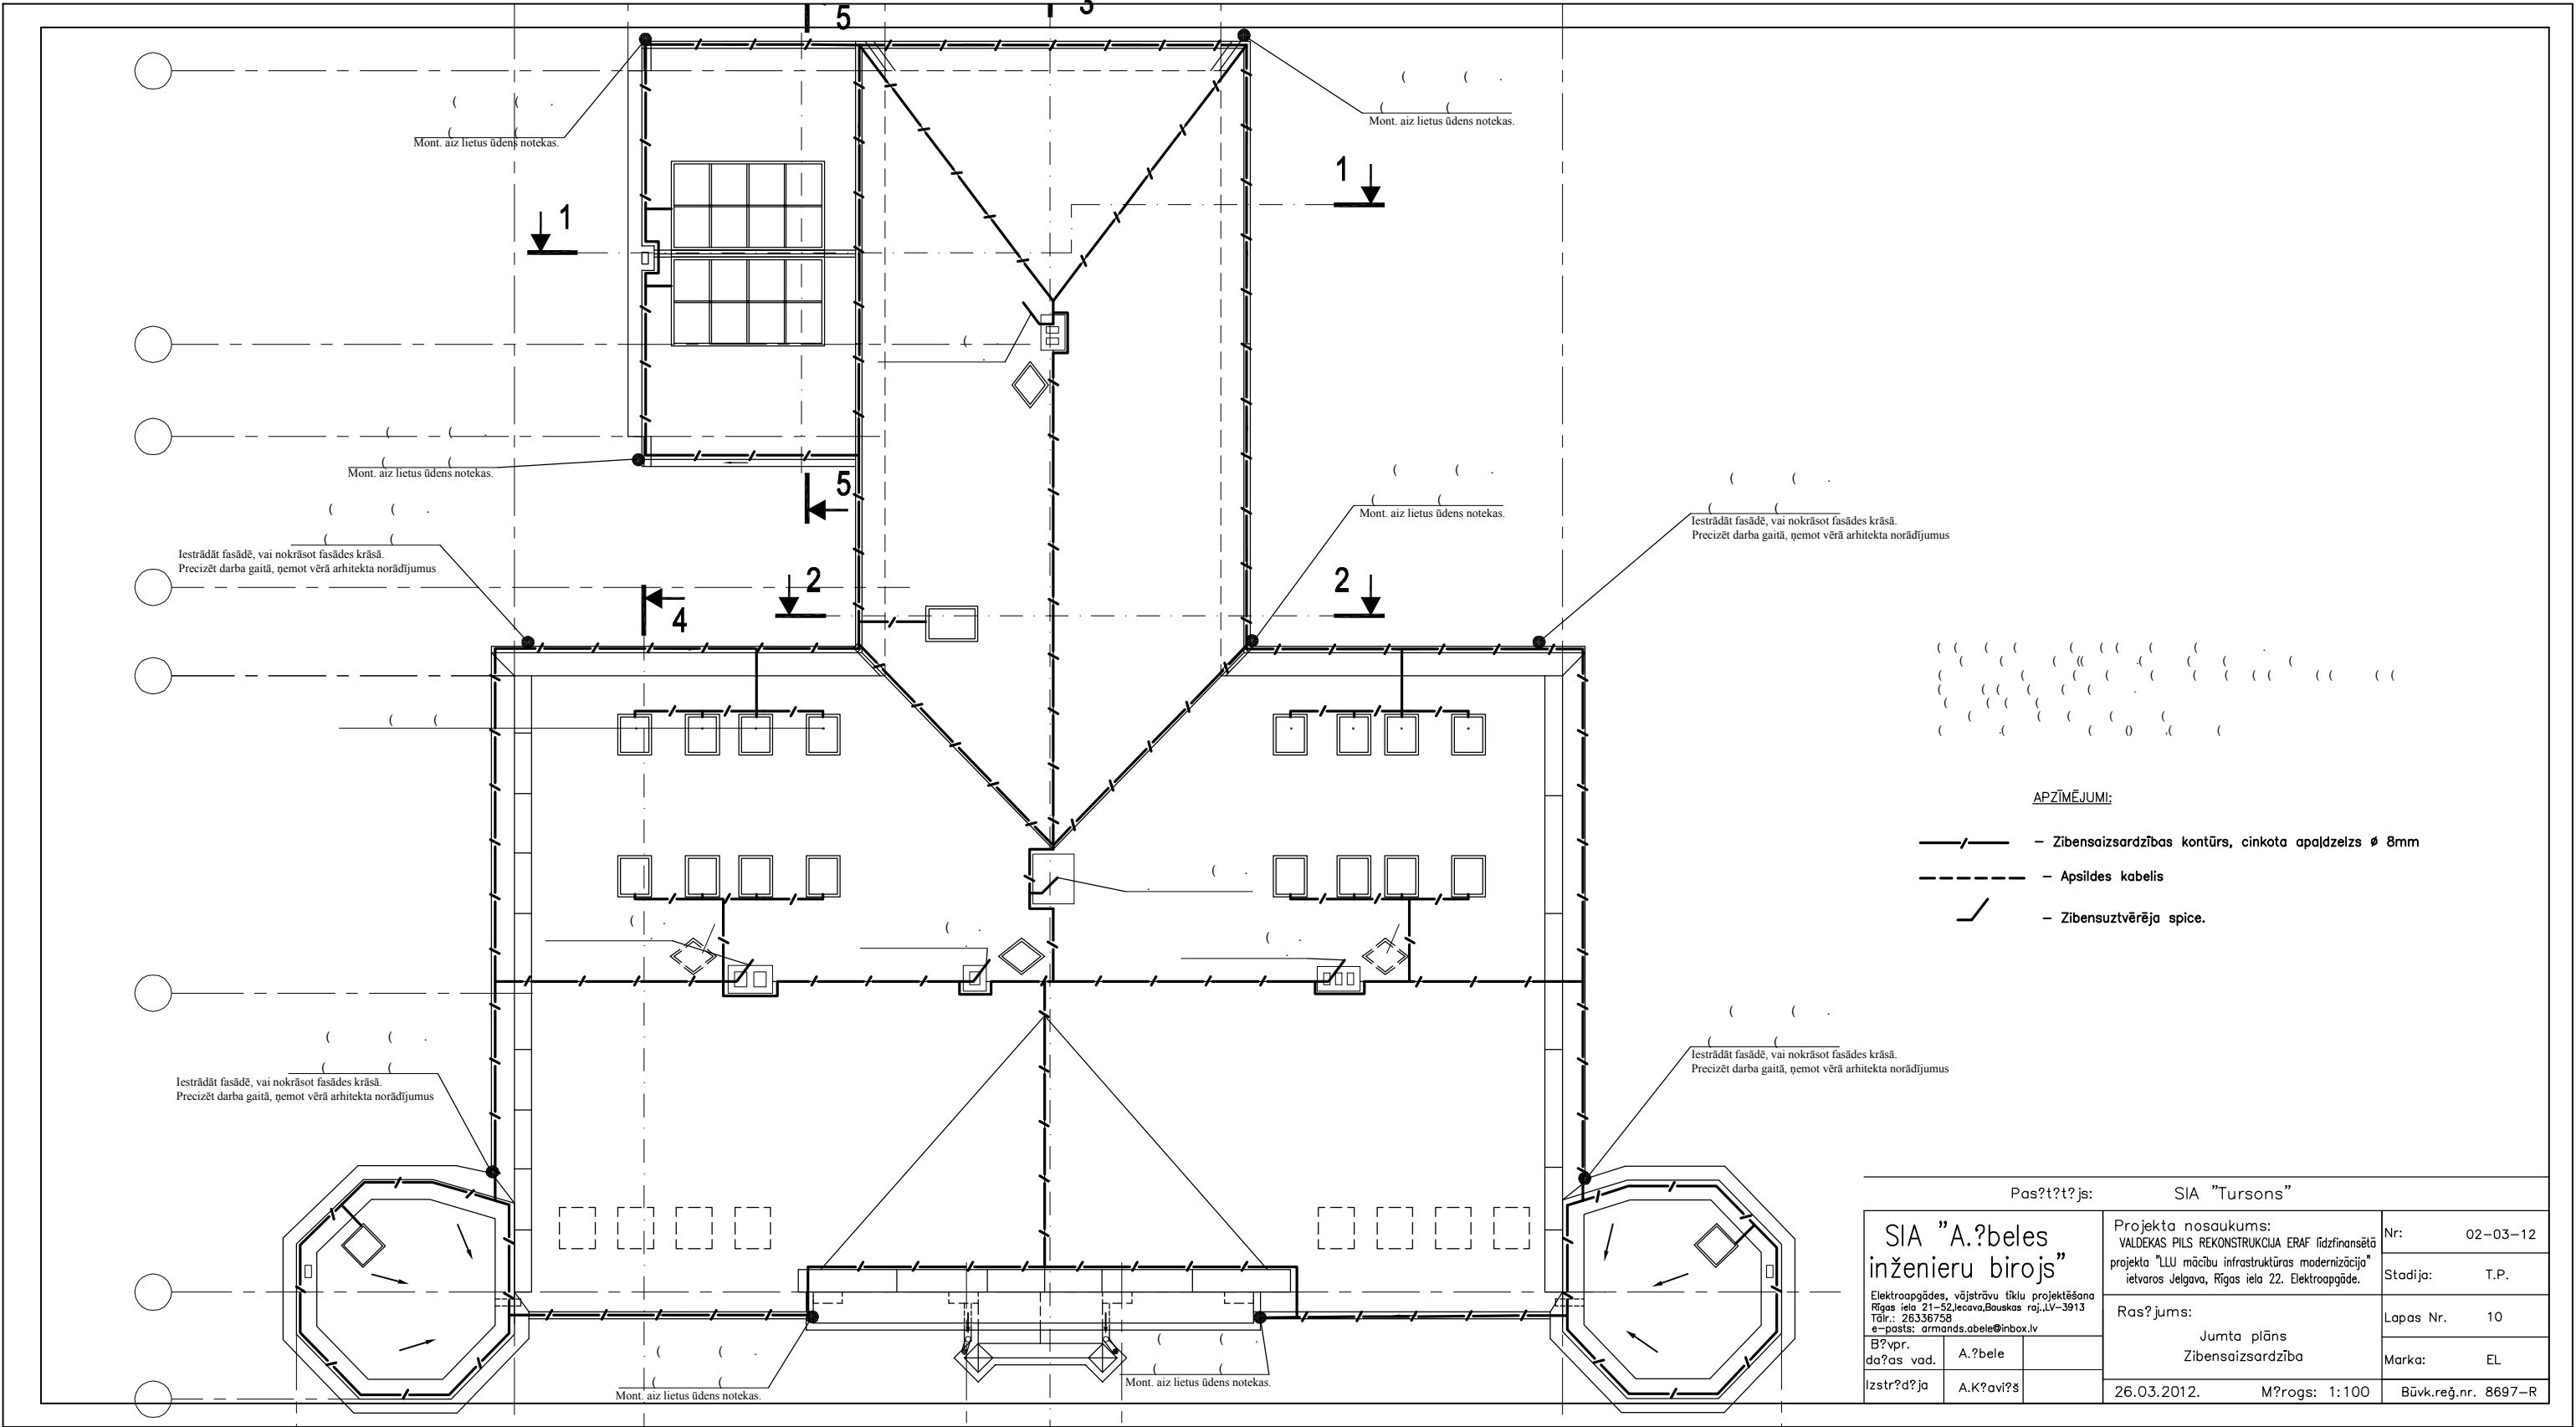 5
3
Mont. aiz lietus ūdens notekas.
Mont. aiz lietus ūdens notekas.
1
1
Mont. aiz lietus ūdens notekas.
5
Mont. aiz lietus ūdens notekas.
Iestrādāt fasādē, vai nokrāsot fasādes krāsā.
Precizēt darba gaitā, ņemot vērā arhitekta norādījumus
Iestrādāt fasādē, vai nokrāsot fasādes krāsā.
Precizēt darba gaitā, ņemot vērā arhitekta norādījumus
2
2
4
APZĪMĒJUMI:
– Zibensaizsardzības kontūrs, cinkota apaļdzelzs ø 8mm
– Apsildes kabelis
– Zibensuztvērēja spice.
Iestrādāt fasādē, vai nokrāsot fasādes krāsā.
Precizēt darba gaitā, ņemot vērā arhitekta norādījumus
Iestrādāt fasādē, vai nokrāsot fasādes krāsā.
Precizēt darba gaitā, ņemot vērā arhitekta norādījumus
Mont. aiz lietus ūdens notekas.
Mont. aiz lietus ūdens notekas.
Pas?t?t?js: SIA "Tursons"
SIA "A.?beles
inženieru birojs"
Elektroapgādes, vājstrāvu tīklu projektēšana
Rīgas iela 21–52,Iecava,Bauskas raj.,LV–3913
Tālr.: 26336758
e–pasts: armands.abele@inbox.lv
B?vpr.
da?as vad. A.?bele
Izstr?d?ja A.K?avi?š
Projekta nosaukums:
VALDEKAS PILS REKONSTRUKCIJA ERAF līdzfinansētā
projekta "LLU mācību infrastruktūras modernizācija"
ietvaros Jelgava, Rīgas iela 22. Elektroapgāde.
Ras?jums:
Jumta plāns
Zibensaizsardzība
26.03.2012. M?rogs: 1:100
Nr: 02–03–12
Stadija: T.P.
Lapas Nr. 10
Marka: EL
Būvk.reģ.nr. 8697–R